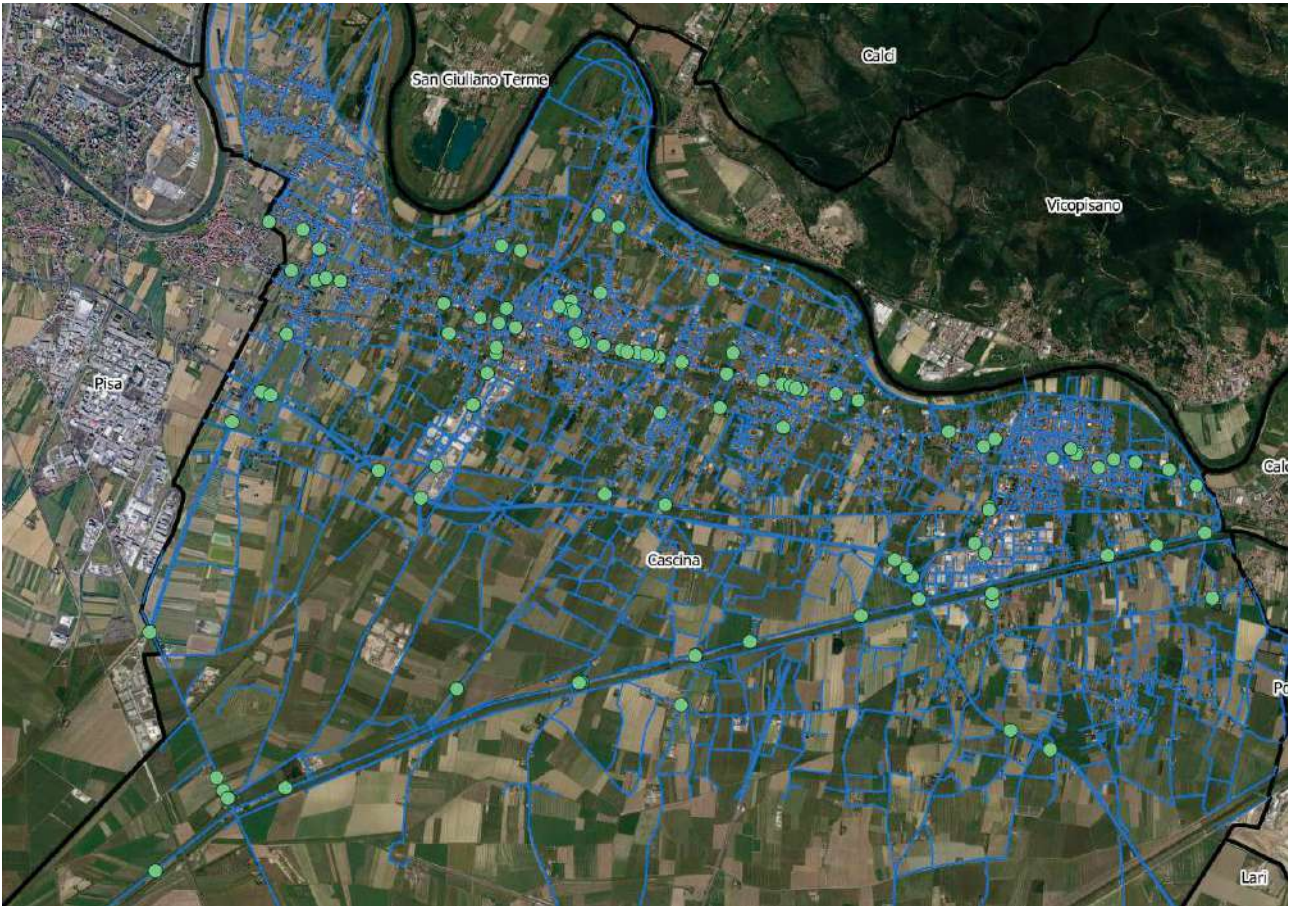 Calci
San Giuliano Terme
Vicopisano
Pisa
Cascina
Lari